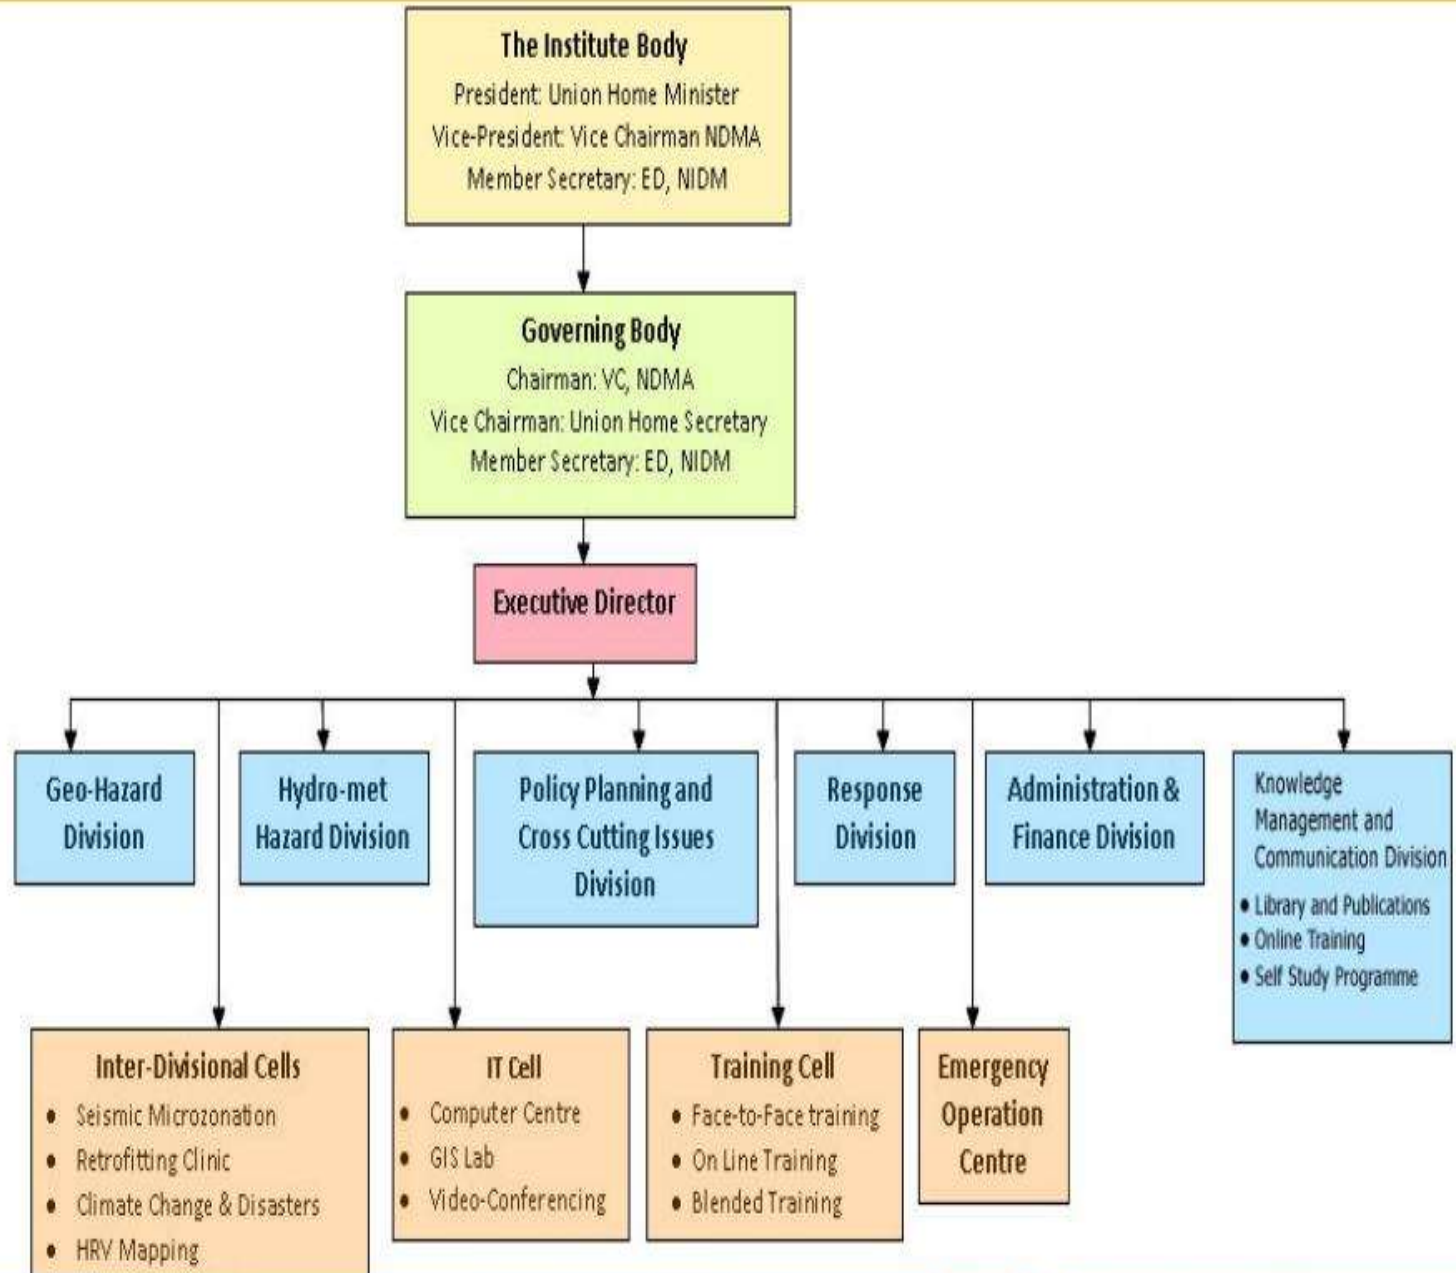 The Institute Body
President: Union Home Minister
Vice-President: Vice Chairman NDMA
Member Secretary: ED, NIDM
Governing Body
Chairman: VC, NDMA
Vice Chairman: Union Home Secretary
Member Secretary: ED, NIDM
Executive Director
Geo-Hazard
Division
Hydro-met
Hazard Division
Policy Planning and
Cross Cutting Issues
Division
Response
Division
Administration &
Finance Division
Knowledge
Management and
Communication Division
• Library and Publications
• Online Training
• Self Study Programme
Inter-Divisional Cells
• Seismic Microzonation
• Retrofitting Clinic
• Climate Change & Disasters
• HRV Mapping
IT Cell
• Computer Centre
• GIS Lab
• Video-Conferencing
Training Cell
• Face-to-Face training
• On Line Training
• Blended Training
Emergency
Operation
Centre